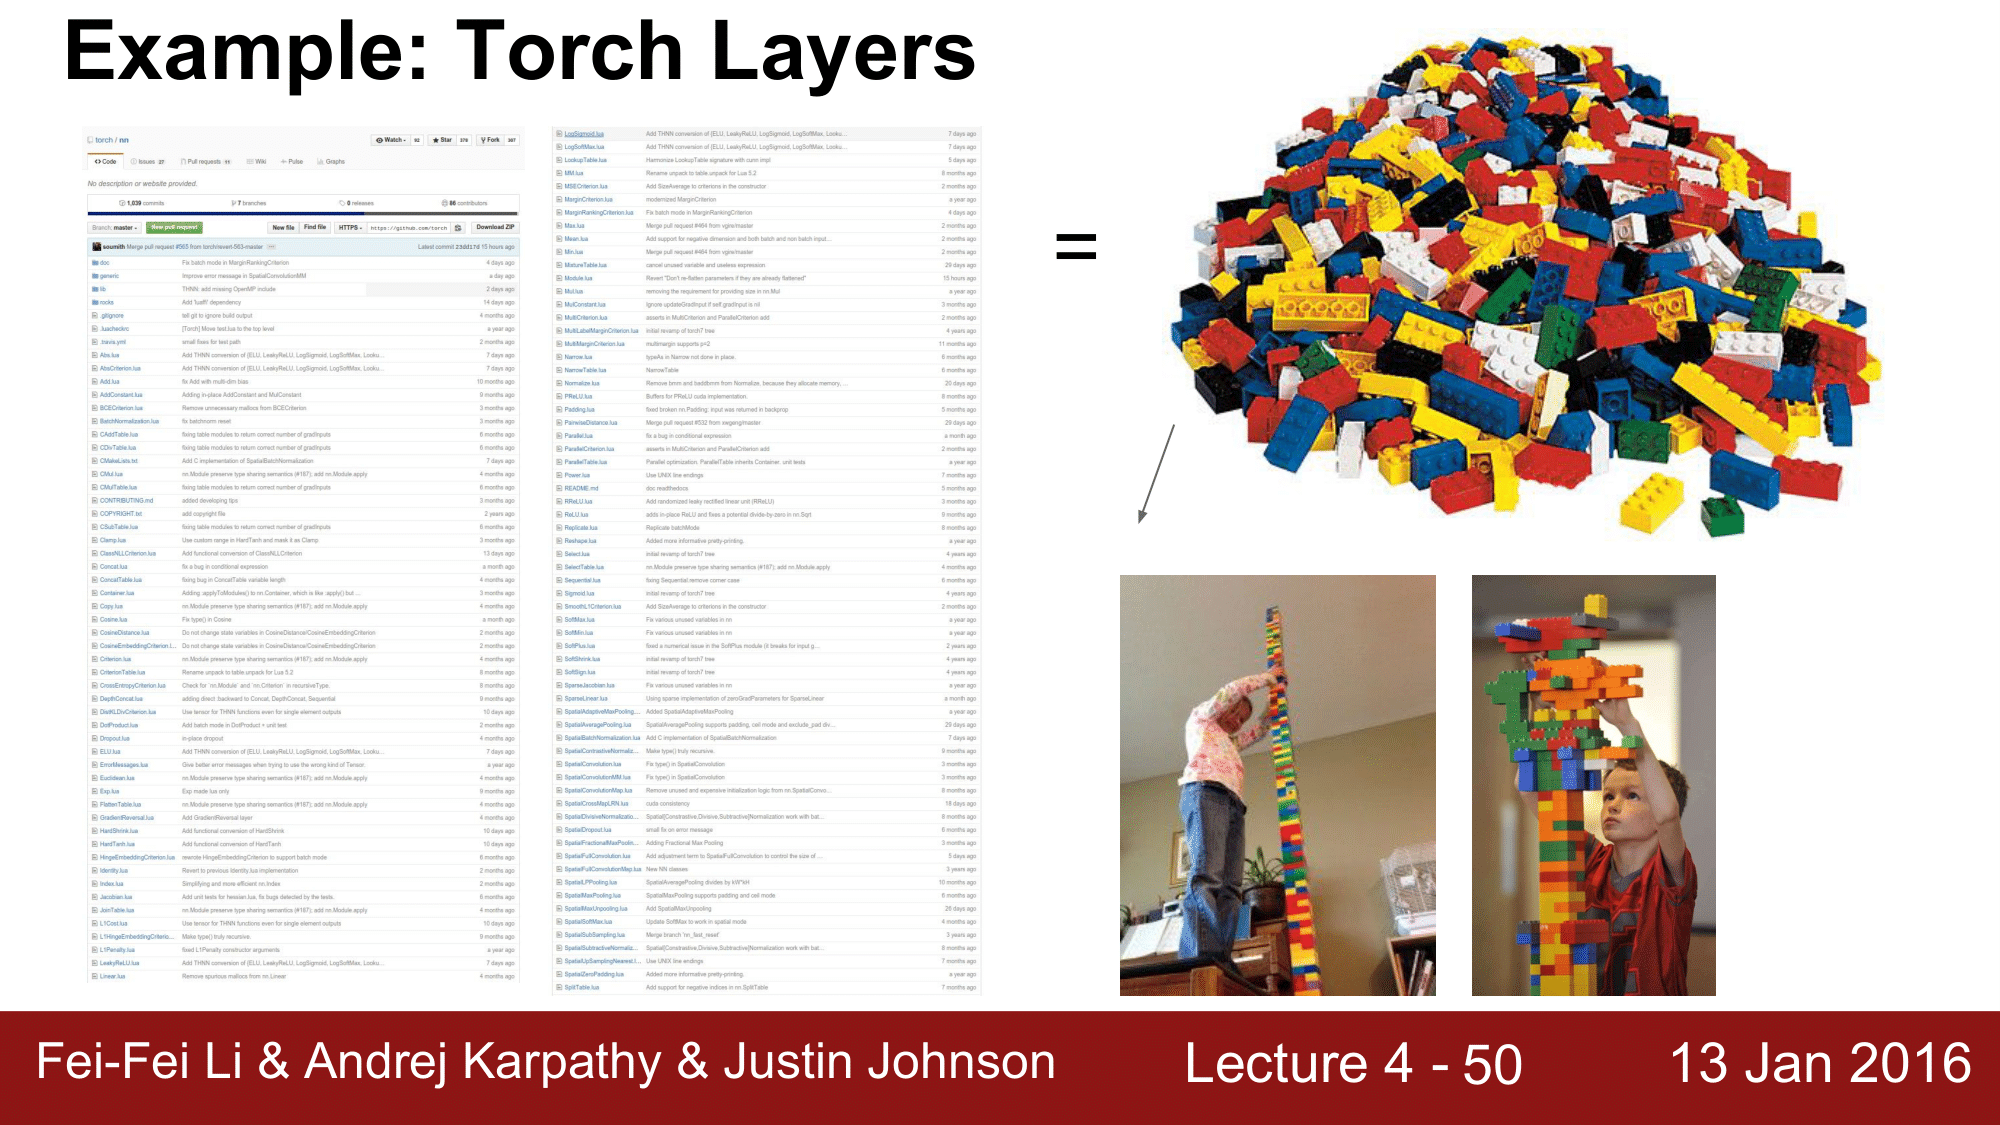 Example: Torch Layers
torch / nn
Watch 92 Star 378 Fork 307
Code Issues 27 Pull requests 11 Wiki Pulse Graphs
No description or website provided.
1,039 commits 7 branches 0 releases 86 contributors
Branch: master New pull request New file Find file HTTPS https://github.com/torch Download ZIP
soumith Merge pull request #565 from torch/revert-563-master Latest commit 23dd17d 15 hours ago
doc Fix batch mode in MarginRankingCriterion 4 days ago
generic Improve error message in SpatialConvolutionMM a day ago
lib THNN: add missing OpenMP include 2 days ago
rocks Add 'luaffi' dependency 14 days ago
.gitignore tell git to ignore build output 4 months ago
.luacheckrc [Torch] Move test.lua to the top level a year ago
.travis.yml small fixes for test path 2 months ago
Abs.lua Add THNN conversion of {ELU, LeakyReLU, LogSigmoid, LogSoftMax, Looku... 7 days ago
AbsCriterion.lua Add THNN conversion of {ELU, LeakyReLU, LogSigmoid, LogSoftMax, Looku... 7 days ago
Add.lua fix Add with multi-dim bias 10 months ago
AddConstant.lua Adding in-place AddConstant and MulConstant 9 months ago
BCECriterion.lua Remove unnecessary mallocs from BCECriterion 3 months ago
BatchNormalization.lua fix batchnorm reset 3 months ago
CAddTable.lua fixing table modules to return correct number of gradInputs 6 months ago
CDivTable.lua fixing table modules to return correct number of gradInputs 6 months ago
CMakeLists.txt Add C implementation of SpatialBatchNormalization 7 days ago
CMul.lua nn.Module preserve type sharing semantics (#187); add nn.Module.apply 4 months ago
CMulTable.lua fixing table modules to return correct number of gradInputs 6 months ago
CONTRIBUTING.md added developing tips 3 months ago
COPYRIGHT.txt add copyright file 2 years ago
CSubTable.lua fixing table modules to return correct number of gradInputs 6 months ago
Clamp.lua Use custom range in HardTanh and mask it as Clamp 3 months ago
ClassNLLCriterion.lua Add functional conversion of ClassNLLCriterion 13 days ago
Concat.lua fix a bug in conditional expression a month ago
ConcatTable.lua fixing bug in ConcatTable variable length 4 months ago
Container.lua Adding :applyToModules() to nn.Container, which is like :apply() but ... 3 months ago
Copy.lua nn.Module preserve type sharing semantics (#187); add nn.Module.apply 4 months ago
Cosine.lua Fix type() in Cosine a month ago
CosineDistance.lua Do not change state variables in CosineDistance/CosineEmbeddingCriterion 2 months ago
CosineEmbeddingCriterion.l... Do not change state variables in CosineDistance/CosineEmbeddingCriterion 2 months ago
Criterion.lua nn.Module preserve type sharing semantics (#187); add nn.Module.apply 4 months ago
CriterionTable.lua Rename unpack to table.unpack for Lua 5.2 8 months ago
CrossEntropyCriterion.lua Check for 'nn.Module' and 'nn.Criterion' in recursiveType. 8 months ago
DepthConcat.lua adding direct :backward to Concat, DepthConcat, Sequential 9 months ago
DistKLDivCriterion.lua Use tensor for THNN functions even for single element outputs 10 days ago
DotProduct.lua Add batch mode in DotProduct + unit test 2 months ago
Dropout.lua in-place dropout 4 months ago
ELU.lua Add THNN conversion of {ELU, LeakyReLU, LogSigmoid, LogSoftMax, Looku... 7 days ago
ErrorMessages.lua Give better error messages when trying to use the wrong kind of Tensor. a year ago
Euclidean.lua nn.Module preserve type sharing semantics (#187); add nn.Module.apply 4 months ago
Exp.lua Exp made lua only 9 months ago
FlattenTable.lua nn.Module preserve type sharing semantics (#187); add nn.Module.apply 4 months ago
GradientReversal.lua Add GradientReversal layer 4 months ago
HardShrink.lua Add functional conversion of HardShrink 10 days ago
HardTanh.lua Add functional conversion of HardTanh 10 days ago
HingeEmbeddingCriterion.lua rewrote HingeEmbeddingCriterion to support batch mode 6 months ago
Identity.lua Revert to previous Identity.lua implementation 2 months ago
Index.lua Simplifying and more efficient nn.Index 2 months ago
Jacobian.lua Add unit tests for hessian.lua, fix bugs detected by the tests. 6 months ago
JoinTable.lua nn.Module preserve type sharing semantics (#187); add nn.Module.apply 4 months ago
L1Cost.lua Use tensor for THNN functions even for single element outputs 10 days ago
L1HingeEmbeddingCriterio... Make type() truly recursive. 9 months ago
L1Penalty.lua fixed L1Penalty constructor arguments a year ago
LeakyReLU.lua Add THNN conversion of {ELU, LeakyReLU, LogSigmoid, LogSoftMax, Looku... 7 days ago
Linear.lua Remove spurious mallocs from nn.Linear 4 months ago
LogSigmoid.lua Add THNN conversion of {ELU, LeakyReLU, LogSigmoid, LogSoftMax, Looku... 7 days ago
LogSoftMax.lua Add THNN conversion of {ELU, LeakyReLU, LogSigmoid, LogSoftMax, Looku... 7 days ago
LookupTable.lua Harmonize LookupTable signature with cunn impl 5 days ago
MM.lua Rename unpack to table.unpack for Lua 5.2 8 months ago
MSECriterion.lua Add SizeAverage to criterions in the constructor 2 months ago
MarginCriterion.lua modernized MarginCriterion a year ago
MarginRankingCriterion.lua Fix batch mode in MarginRankingCriterion 4 days ago
Max.lua Merge pull request #464 from vgire/master 2 months ago
Mean.lua Add support for negative dimension and both batch and non batch input... 2 months ago
Min.lua Merge pull request #464 from vgire/master 2 months ago
MixtureTable.lua cancel unused variable and useless expression 29 days ago
Module.lua Revert "Don't re-flatten parameters if they are already flattened" 15 hours ago
Mul.lua removing the requirement for providing size in nn.Mul a year ago
MulConstant.lua Ignore updateGradInput if self.gradInput is nil 3 months ago
MultiCriterion.lua asserts in MultiCriterion and ParallelCriterion add 2 months ago
MultiLabelMarginCriterion.lua initial revamp of torch7 tree 4 years ago
MultiMarginCriterion.lua multimargin supports p=2 11 months ago
Narrow.lua typeAs in Narrow not done in place. 6 months ago
NarrowTable.lua NarrowTable 6 months ago
Normalize.lua Remove bmm and baddbmm from Normalize, because they allocate memory, ... 20 days ago
PReLU.lua Buffers for PReLU cuda implementation. 8 months ago
Padding.lua fixed broken nn.Padding: input was returned in backprop 5 months ago
PairwiseDistance.lua Merge pull request #532 from xwgeng/master 29 days ago
Parallel.lua fix a bug in conditional expression a month ago
ParallelCriterion.lua asserts in MultiCriterion and ParallelCriterion add 2 months ago
ParallelTable.lua Parallel optimization, ParallelTable inherits Container, unit tests a year ago
Power.lua Use UNIX line endings 7 months ago
README.md doc readthedocs 5 months ago
RReLU.lua Add randomized leaky rectified linear unit (RReLU) 3 months ago
ReLU.lua adds in-place ReLU and fixes a potential divide-by-zero in nn.Sqrt 9 months ago
Replicate.lua Replicate batchMode 8 months ago
Reshape.lua Added more informative pretty-printing. a year ago
Select.lua initial revamp of torch7 tree 4 years ago
SelectTable.lua nn.Module preserve type sharing semantics (#187); add nn.Module.apply 4 months ago
Sequential.lua fixing Sequential.remove corner case 6 months ago
Sigmoid.lua initial revamp of torch7 tree 4 years ago
SmoothL1Criterion.lua Add SizeAverage to criterions in the constructor 2 months ago
SoftMax.lua Fix various unused variables in nn a year ago
SoftMin.lua Fix various unused variables in nn a year ago
SoftPlus.lua fixed a numerical issue in the SoftPlus module (it breaks for input g... 2 years ago
SoftShrink.lua initial revamp of torch7 tree 4 years ago
SoftSign.lua initial revamp of torch7 tree 4 years ago
SparseJacobian.lua Fix various unused variables in nn a year ago
SparseLinear.lua Using sparse implementation of zeroGradParameters for SparseLinear a month ago
SpatialAdaptiveMaxPooling.... Added SpatialAdaptiveMaxPooling a year ago
SpatialAveragePooling.lua SpatialAveragePooling supports padding, ceil mode and exclude_pad div... 29 days ago
SpatialBatchNormalization.lua Add C implementation of SpatialBatchNormalization 7 days ago
SpatialContrastiveNormaliz... Make type() truly recursive. 9 months ago
SpatialConvolution.lua Fix type() in SpatialConvolution 3 months ago
SpatialConvolutionMM.lua Fix type() in SpatialConvolution 3 months ago
SpatialConvolutionMap.lua Remove unused and expensive initialization logic from nn.SpatialConvo... 8 months ago
SpatialCrossMapLRN.lua cuda consistency 18 days ago
SpatialDivisiveNormalizatio... Spatial{Constrastive,Divisive,Subtractive}Normalization work with bat... 8 months ago
SpatialDropout.lua small fix on error message 6 months ago
SpatialFractionalMaxPoolin... Adding Fractional Max Pooling 3 months ago
SpatialFullConvolution.lua Add adjustment term to SpatialFullConvolution to control the size of ... 5 days ago
SpatialFullConvolutionMap.lua New NN classes 3 years ago
SpatialLPPooling.lua SpatialAveragePooling divides by kW*kH 10 months ago
SpatialMaxPooling.lua SpatialMaxPooling supports padding and ceil mode 6 months ago
SpatialMaxUnpooling.lua Add SpatialMaxUnpooling 26 days ago
SpatialSoftMax.lua Update SoftMax to work in spatial mode 4 months ago
SpatialSubSampling.lua Merge branch 'nn_fast_reset' 3 years ago
SpatialSubtractiveNormaliz... Spatial{Constrastive,Divisive,Subtractive}Normalization work with bat... 8 months ago
SpatialUpSamplingNearest.l... Use UNIX line endings 7 months ago
SpatialZeroPadding.lua Added more informative pretty-printing. a year ago
SplitTable.lua Add support for negative indices in nn.SplitTable 7 months ago
=
Fei-Fei Li & Andrej Karpathy & Justin Johnson
Lecture 4 - 50
13 Jan 2016